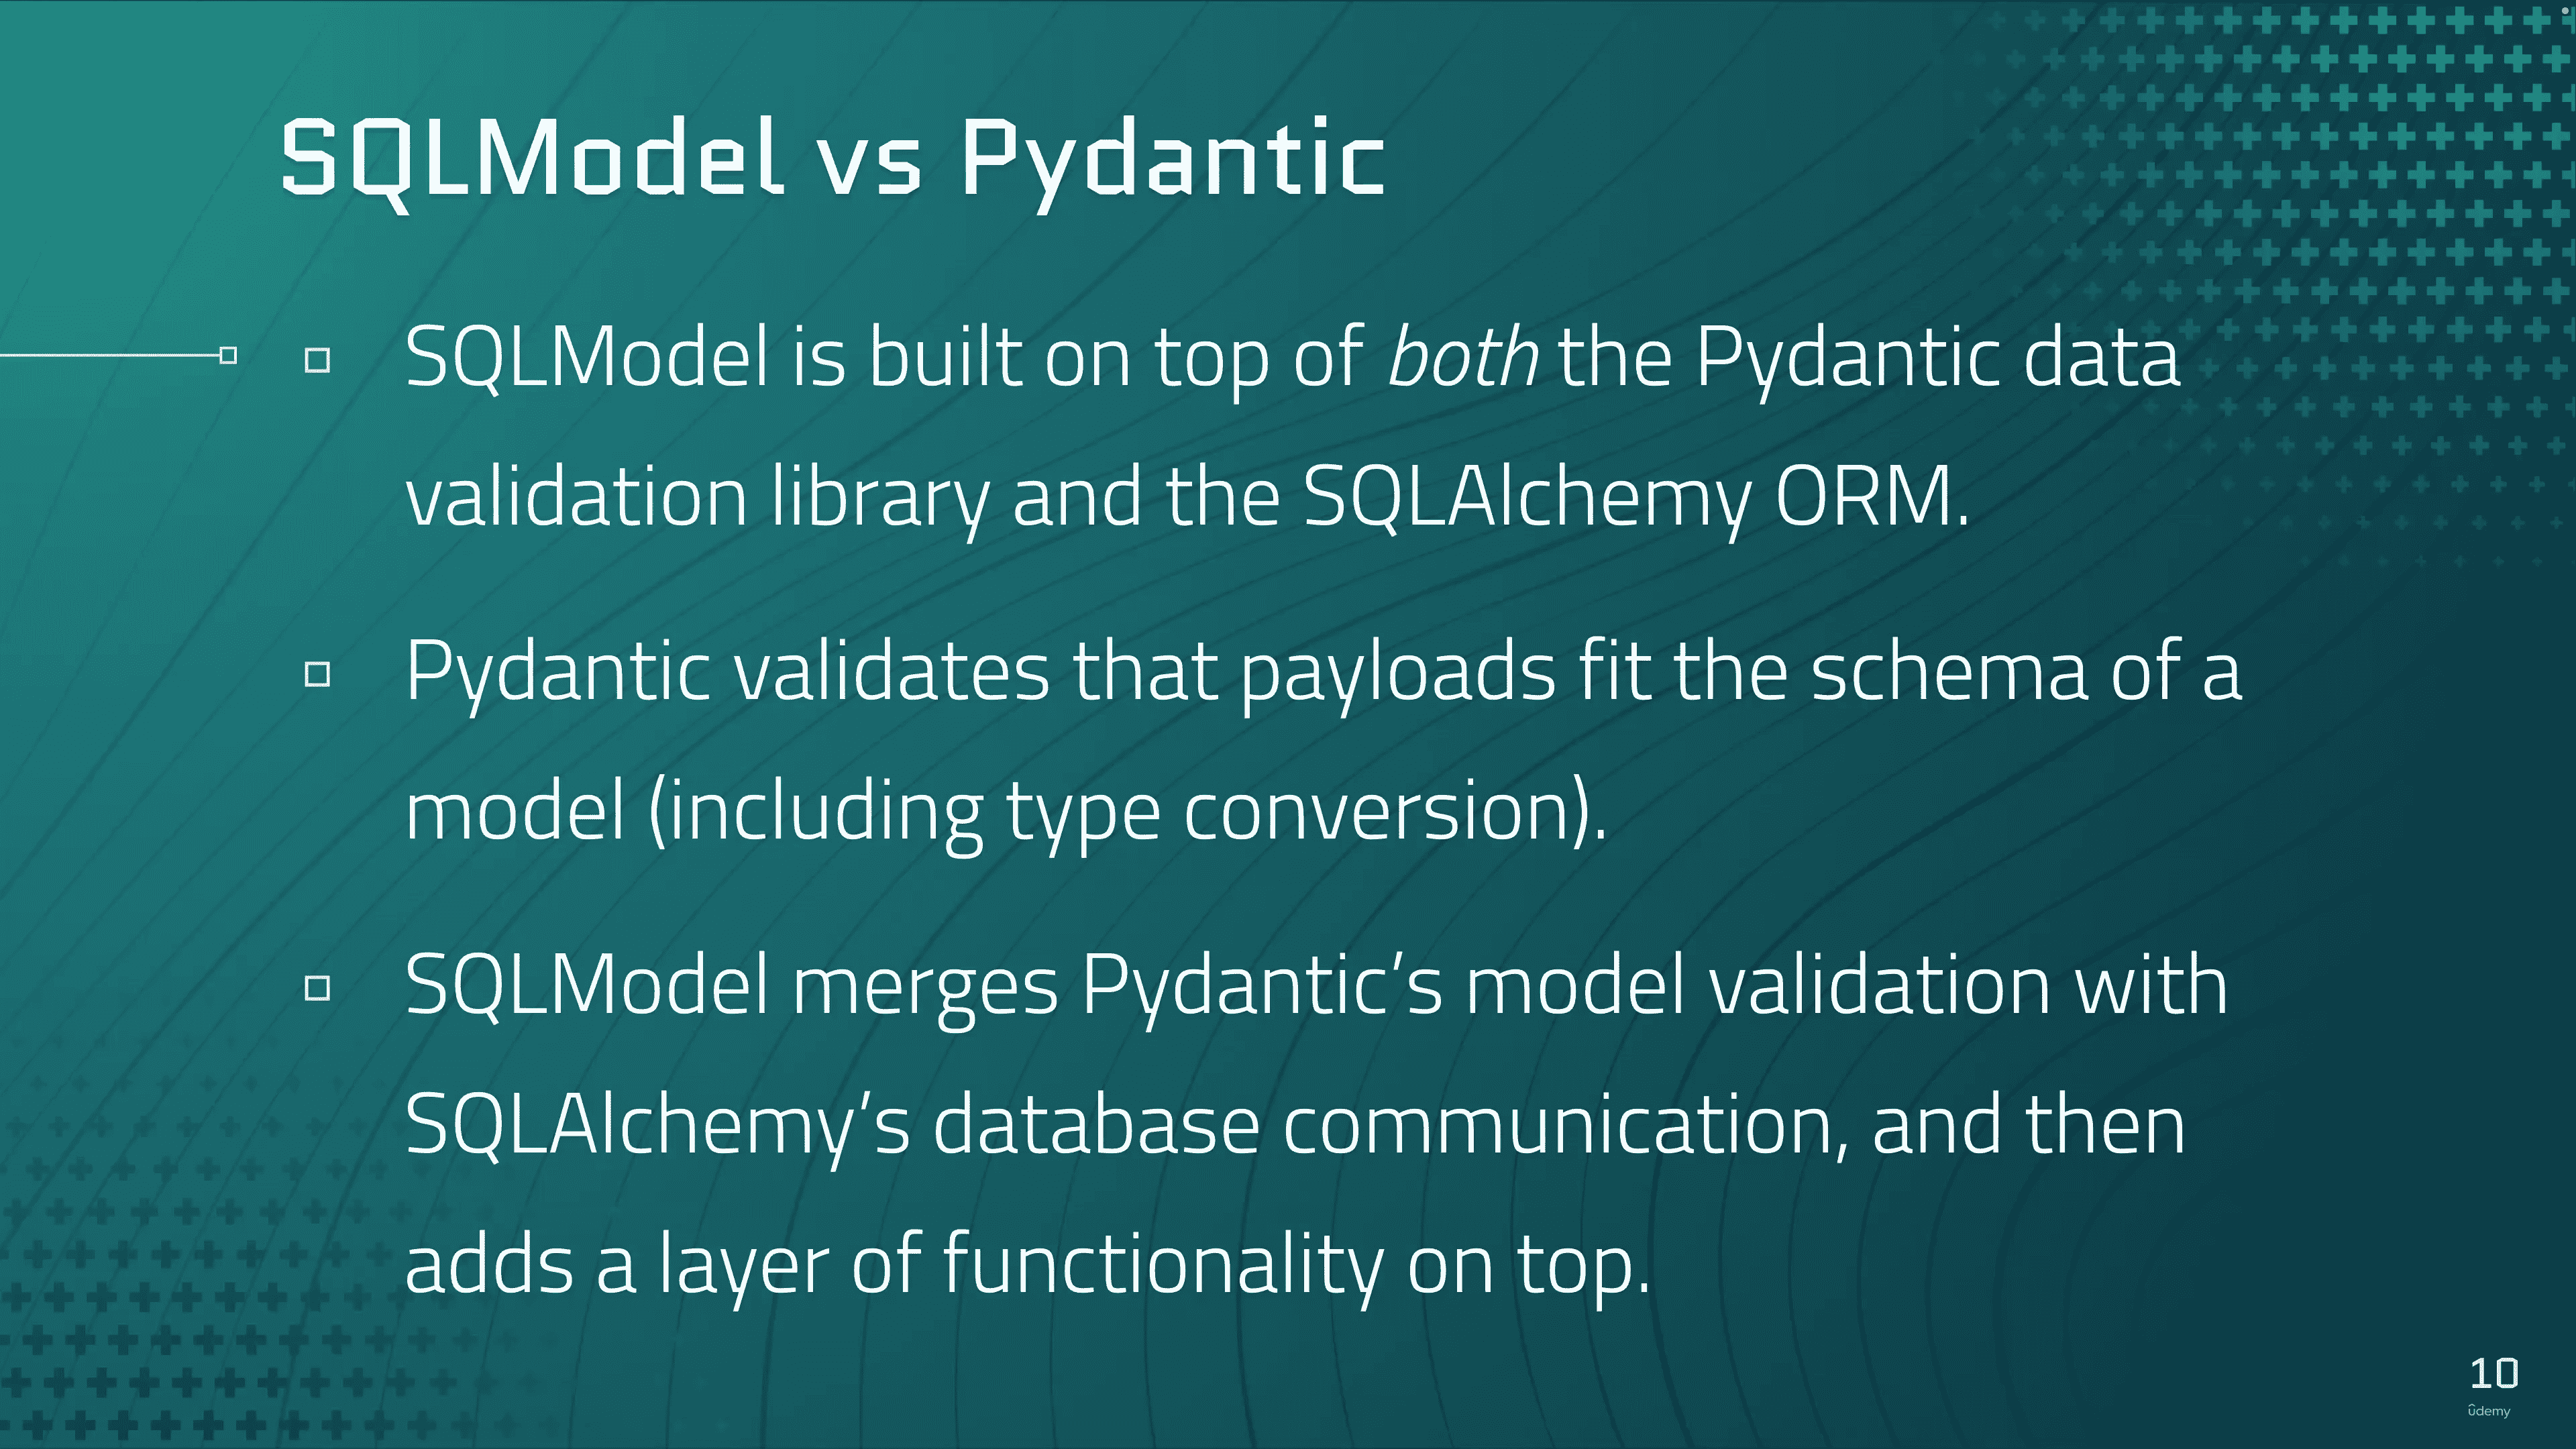 SQLModel vs Pydantic
SQLModel is built on top of both the Pydantic data
validation library and the SQLAlchemy ORM.
Pydantic validates that payloads fit the schema of a
model (including type conversion).
SQLModel merges Pydantic’s model validation with
SQLAlchemy’s database communication, and then
adds a layer of functionality on top.
10
ûdemy